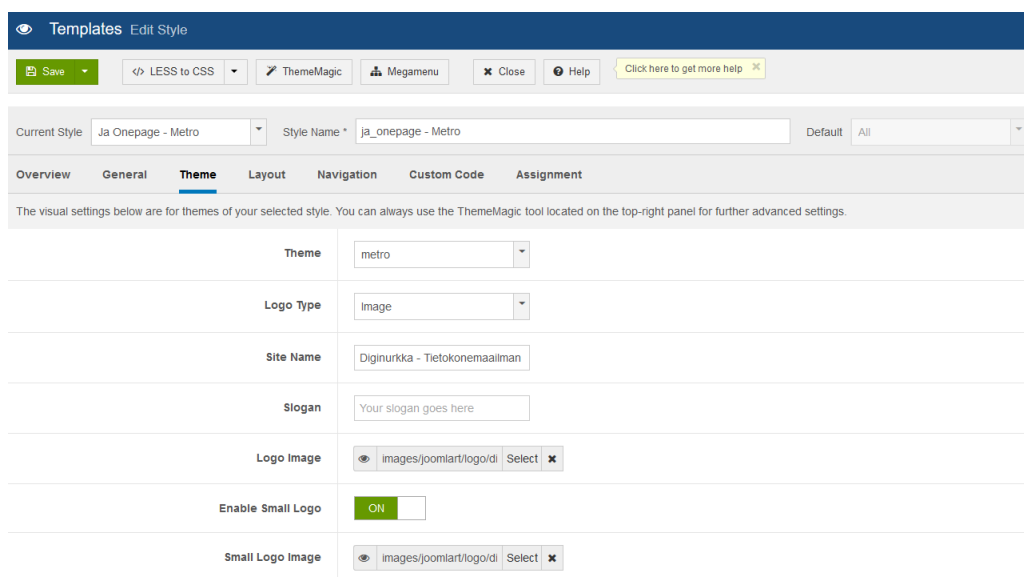 Templates Edit Style
Save LESS to CSS ThemeMagic Megamenu Close Help Click here to get more help
Current Style Ja Onepage - Metro Style Name * ja_onepage - Metro Default All
Overview General Theme Layout Navigation Custom Code Assignment
The visual settings below are for themes of your selected style. You can always use the ThemeMagic tool located on the top-right panel for further advanced settings.
Theme metro
Logo Type Image
Site Name Diginurkka - Tietokonemaailman
Slogan Your slogan goes here
Logo Image images/joomlart/logo/di Select
Enable Small Logo ON
Small Logo Image images/joomlart/logo/di Select